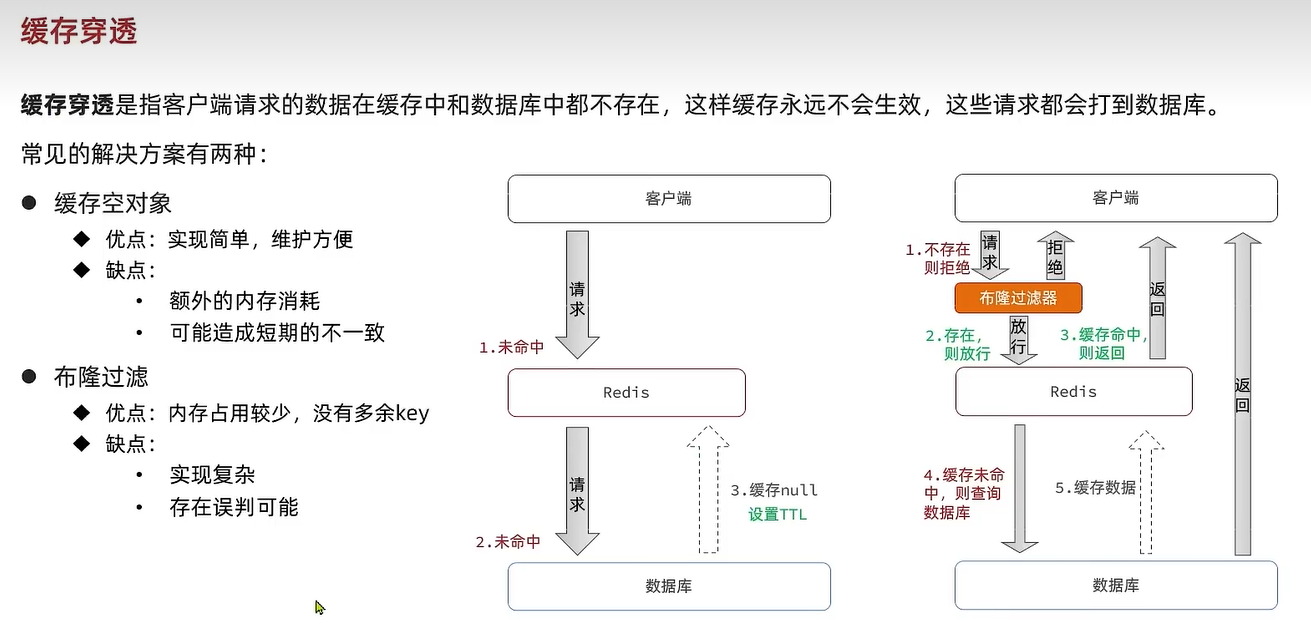 缓存穿透
缓存穿透是指客户端请求的数据在缓存中和数据库中都不存在，这样缓存永远不会生效，这些请求都会打到数据库。
常见的解决方案有两种：
● 缓存空对象
◆ 优点：实现简单，维护方便
◆ 缺点：
• 额外的内存消耗
• 可能造成短期的不一致
● 布隆过滤
◆ 优点：内存占用较少，没有多余key
◆ 缺点：
• 实现复杂
• 存在误判可能
客户端
请求
1.未命中
Redis
请求
2.未命中
3.缓存null
设置TTL
数据库
客户端
1.不存在
则拒绝
请求
拒绝
布隆过滤器
2.存在，
则放行
放行
3.缓存命中，
则返回
返回
Redis
返回
4.缓存未命
中，则查询
数据库
5.缓存数据
数据库